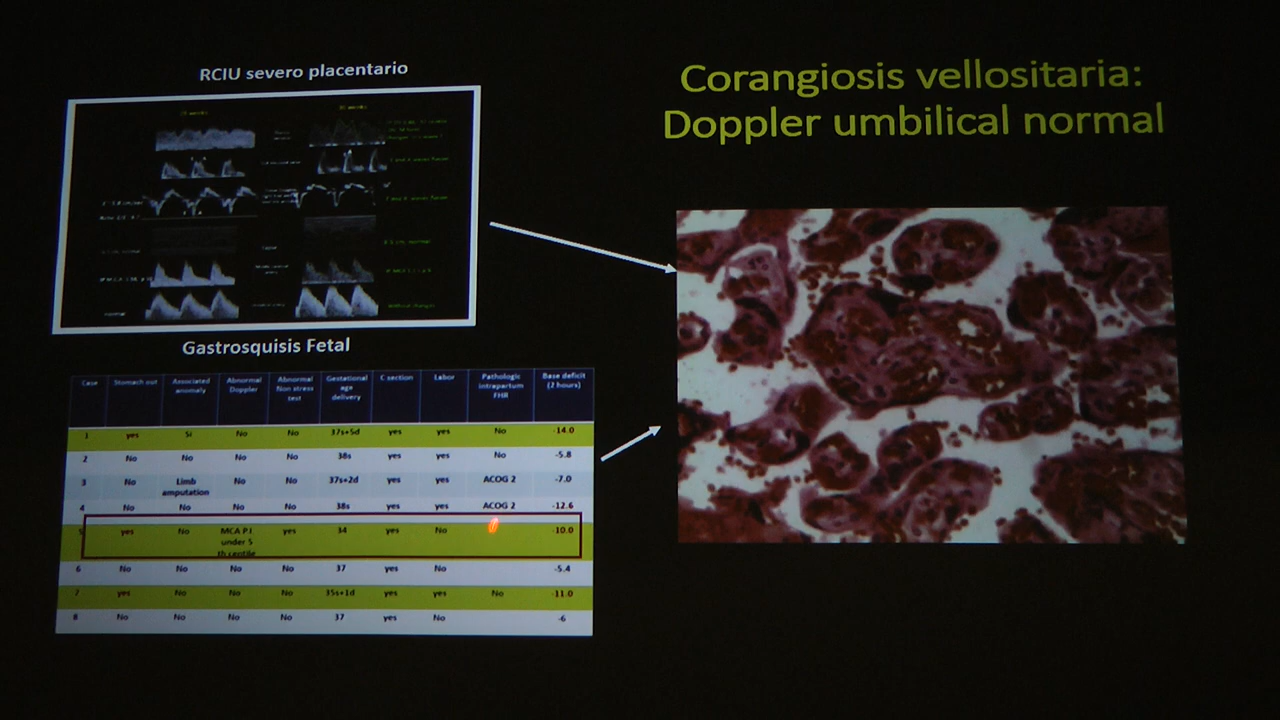 RCIU severo placentario
Corangiosis vellositaria:
Doppler umbilical normal
Gastrosquisis Fetal
Case Stomach out Associated anomaly Abnormal Doppler Abnormal Non stress test Gestational age delivery C section Labor Pathologic intrapartum FHR Base deficit (2 hours)
1 yes Si No No 37s+5d yes yes No -14.0
2 No No No No 38s yes yes No -5.8
3 No Limb amputation No No 37s+2d yes yes ACOG 2 -7.0
4 No No No No 38s yes yes ACOG 2 -12.6
5 yes No MCA P.I under 5 th centile yes 34 yes No -10.0
6 No No No No 37 yes No -5.4
7 yes No No No 35s+1d yes yes No -11.0
8 No No No No 37 yes No -6